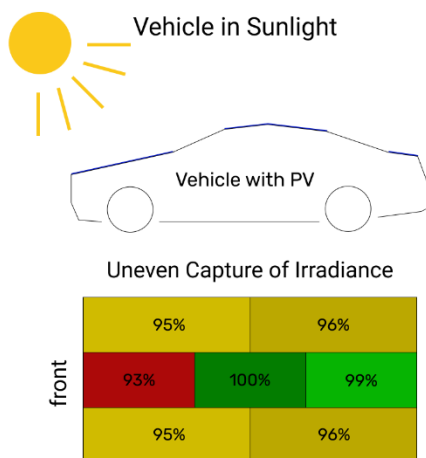 Vehicle in Sunlight
Vehicle with PV
Uneven Capture of Irradiance
front
95% 96%
93% 100% 99%
95% 96%